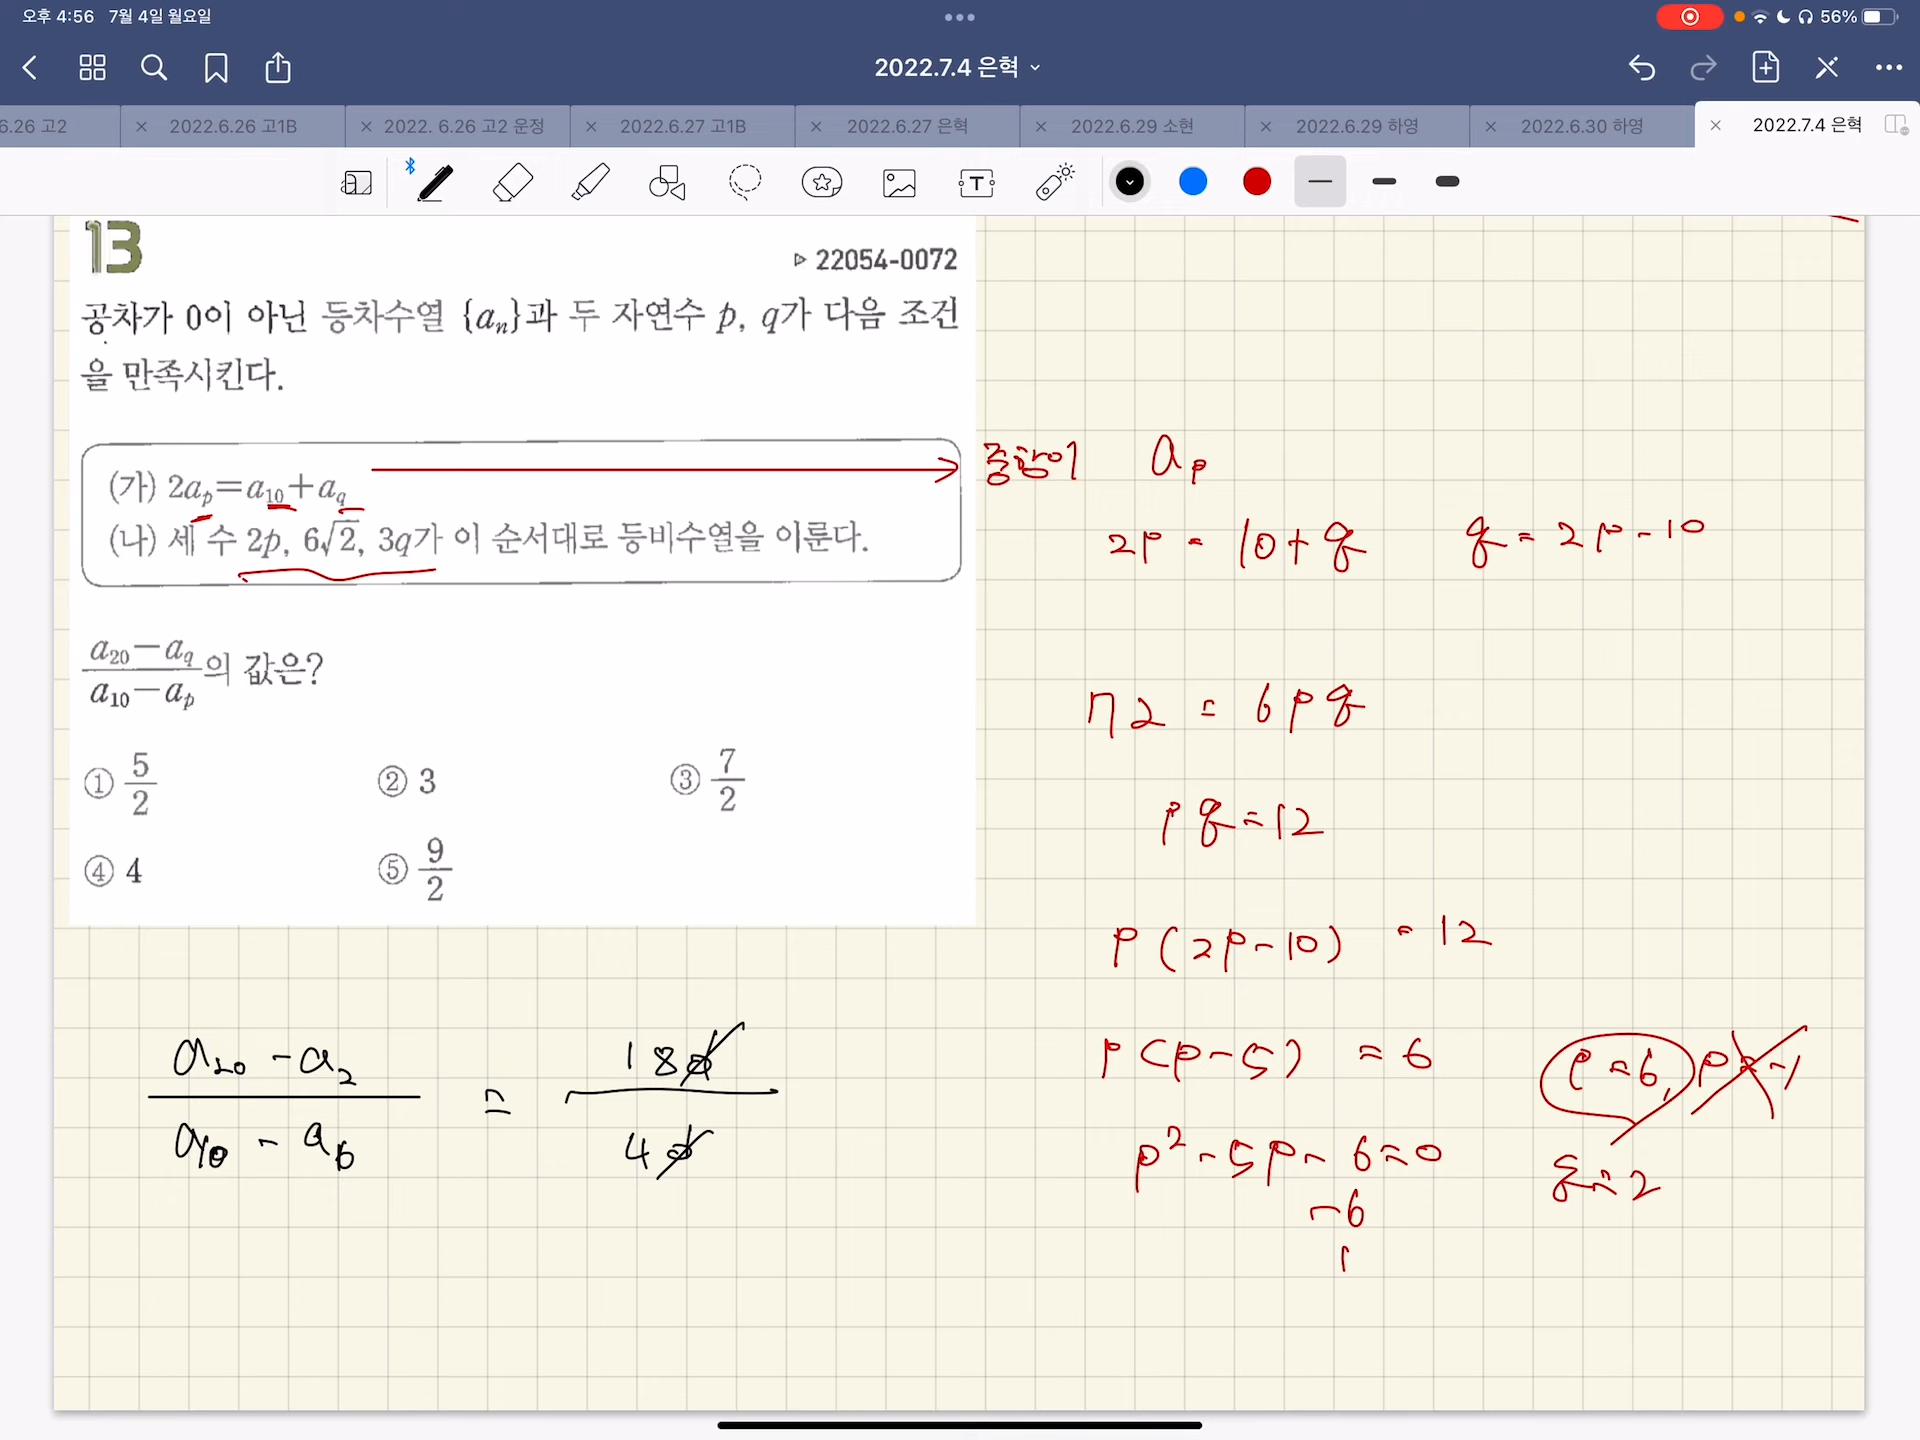 오후 4:56 7월 4일 월요일
56%
2022.7.4 은혁
6.26 고2
2022.6.26 고1B
2022. 6.26 고2 운정
2022.6.27 고1B
2022.6.27 은혁
2022.6.29 소현
2022.6.29 하영
2022.6.30 하영
2022.7.4 은혁
13
▷ 22054-0072
공차가 0이 아닌 등차수열 {aₙ}과 두 자연수 p, q가 다음 조건
을 만족시킨다.
(가) 2aₚ=a₁₀+a_q
(나) 세 수 2p, 6√2, 3q가 이 순서대로 등비수열을 이룬다.
(a₂₀−a_q)/(a₁₀−aₚ)의 값은?
① 5/2 ② 3 ③ 7/2
④ 4 ⑤ 9/2
중항이 aₚ
2p = 10+q q = 2p-10
72 = 6pq
pq=12
p(2p-10) = 12
p(p-5) = 6
p=6, p=-1
p²-5p-6=0
q=2
-6
1
(a₂₀-a₂)/(a₁₀-a₆) = 18d/4d